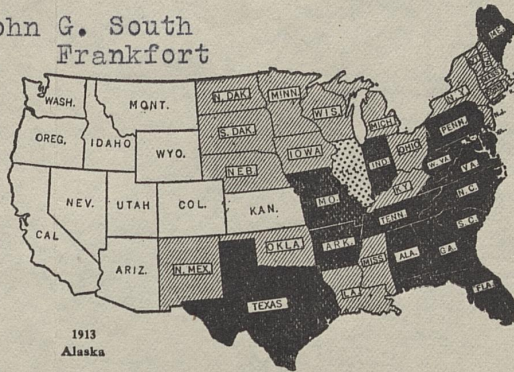 ohn G. South
Frankfort
WASH.
MONT.
N. DAK.
MINN.
OREG.
IDAHO
WYO.
S. DAK.
WIS.
MICH.
N.Y.
ME.
NEB.
IOWA
NEV.
UTAH
COL.
KAN.
MO.
IND.
OHIO
PENN.
W. VA.
VA.
KY.
CAL
ARIZ.
N. MEX.
OKLA.
ARK.
TENN.
N.C.
S.C.
TEXAS
LA.
MISS.
ALA.
GA.
FLA.
1913
Alaska